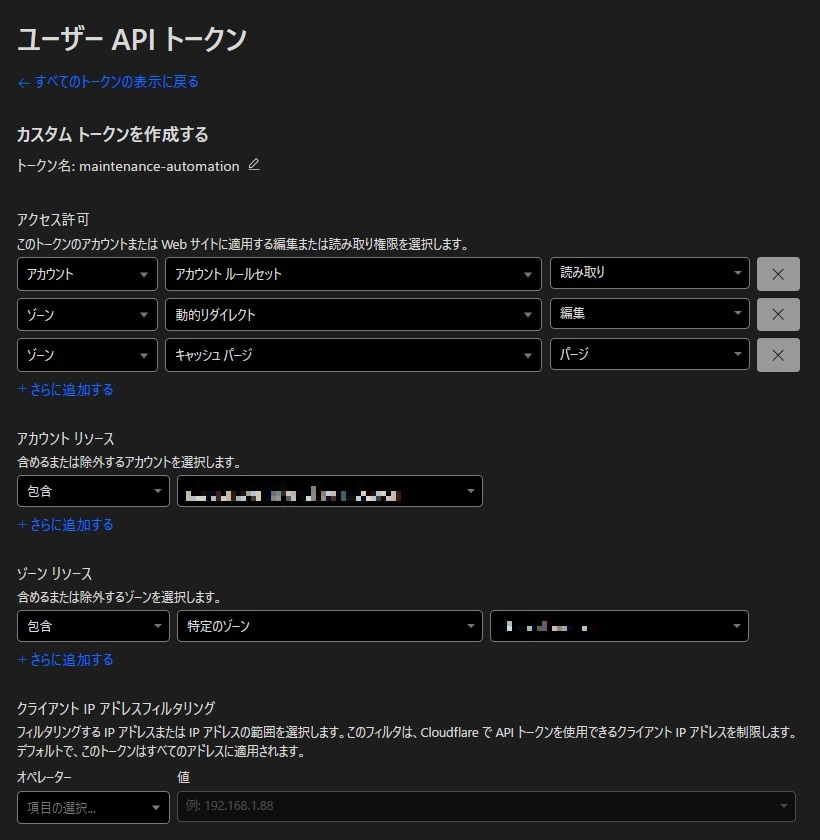 ユーザー API トークン
← すべてのトークンの表示に戻る
カスタム トークンを作成する
トークン名: maintenance-automation
アクセス許可
このトークンのアカウントまたは Web サイトに適用する編集または読み取り権限を選択します。
アカウント アカウント ルールセット 読み取り
ゾーン 動的リダイレクト 編集
ゾーン キャッシュ パージ パージ
+ さらに追加する
アカウント リソース
含めるまたは除外するアカウントを選択します。
包含
+ さらに追加する
ゾーン リソース
含めるまたは除外するゾーンを選択します。
包含 特定のゾーン
+ さらに追加する
クライアント IP アドレスフィルタリング
フィルタリングする IP アドレスまたは IP アドレスの範囲を選択します。このフィルタは、Cloudflare で API トークンを使用できるクライアント IP アドレスを制限します。
デフォルトで、このトークンはすべてのアドレスに適用されます。
オペレーター 値
項目の選択... 例: 192.168.1.88